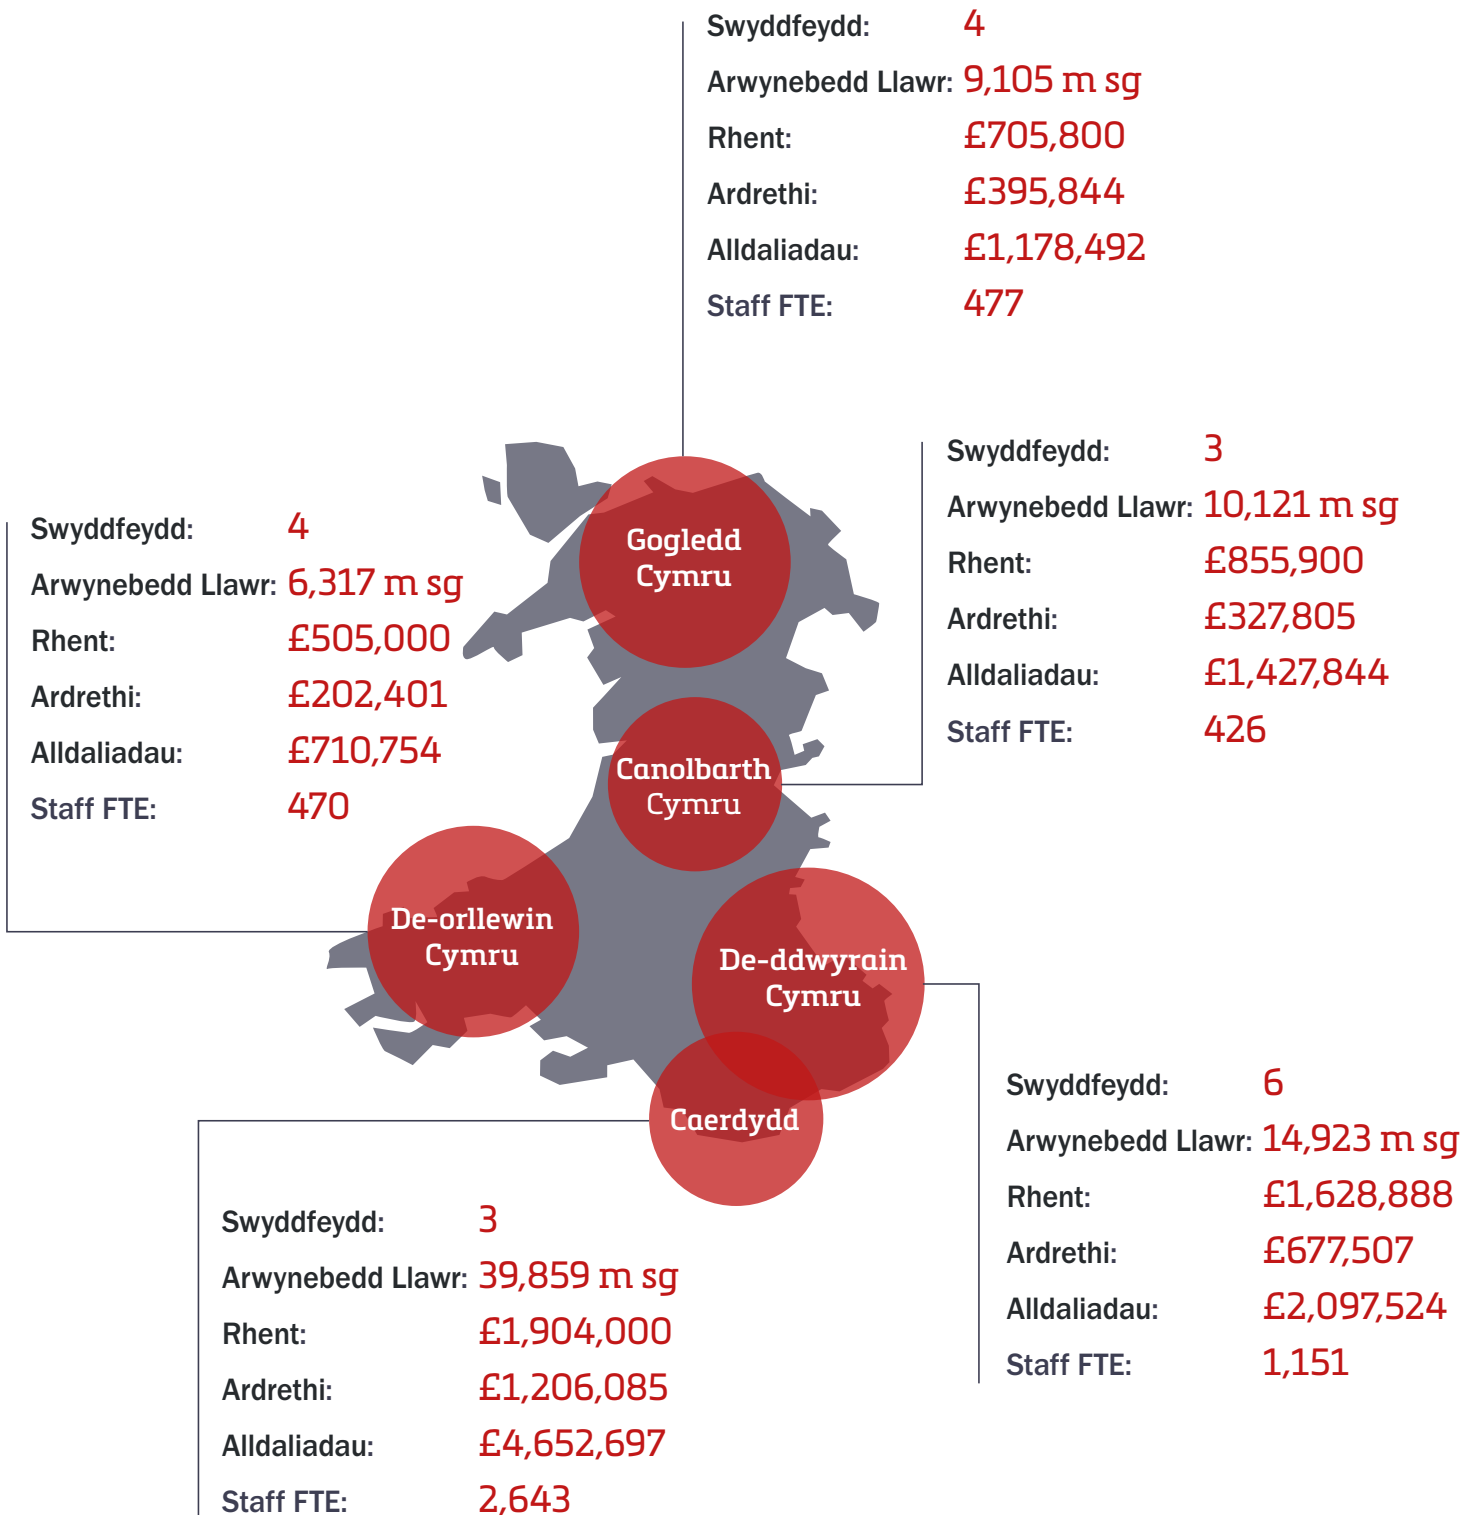 Swyddfeydd: 4
Arwynebedd Llawr: 9,105 m sg
Rhent: £705,800
Ardrethi: £395,844
Alldaliadau: £1,178,492
Staff FTE: 477
Swyddfeydd: 3
Arwynebedd Llawr: 10,121 m sg
Rhent: £855,900
Ardrethi: £327,805
Alldaliadau: £1,427,844
Staff FTE: 426
Swyddfeydd: 4
Arwynebedd Llawr: 6,317 m sg
Rhent: £505,000
Ardrethi: £202,401
Alldaliadau: £710,754
Staff FTE: 470
Gogledd
Cymru
Canolbarth
Cymru
De-orllewin
Cymru
De-ddwyrain
Cymru
Caerdydd
Swyddfeydd: 6
Arwynebedd Llawr: 14,923 m sg
Rhent: £1,628,888
Ardrethi: £677,507
Alldaliadau: £2,097,524
Staff FTE: 1,151
Swyddfeydd: 3
Arwynebedd Llawr: 39,859 m sg
Rhent: £1,904,000
Ardrethi: £1,206,085
Alldaliadau: £4,652,697
Staff FTE: 2,643